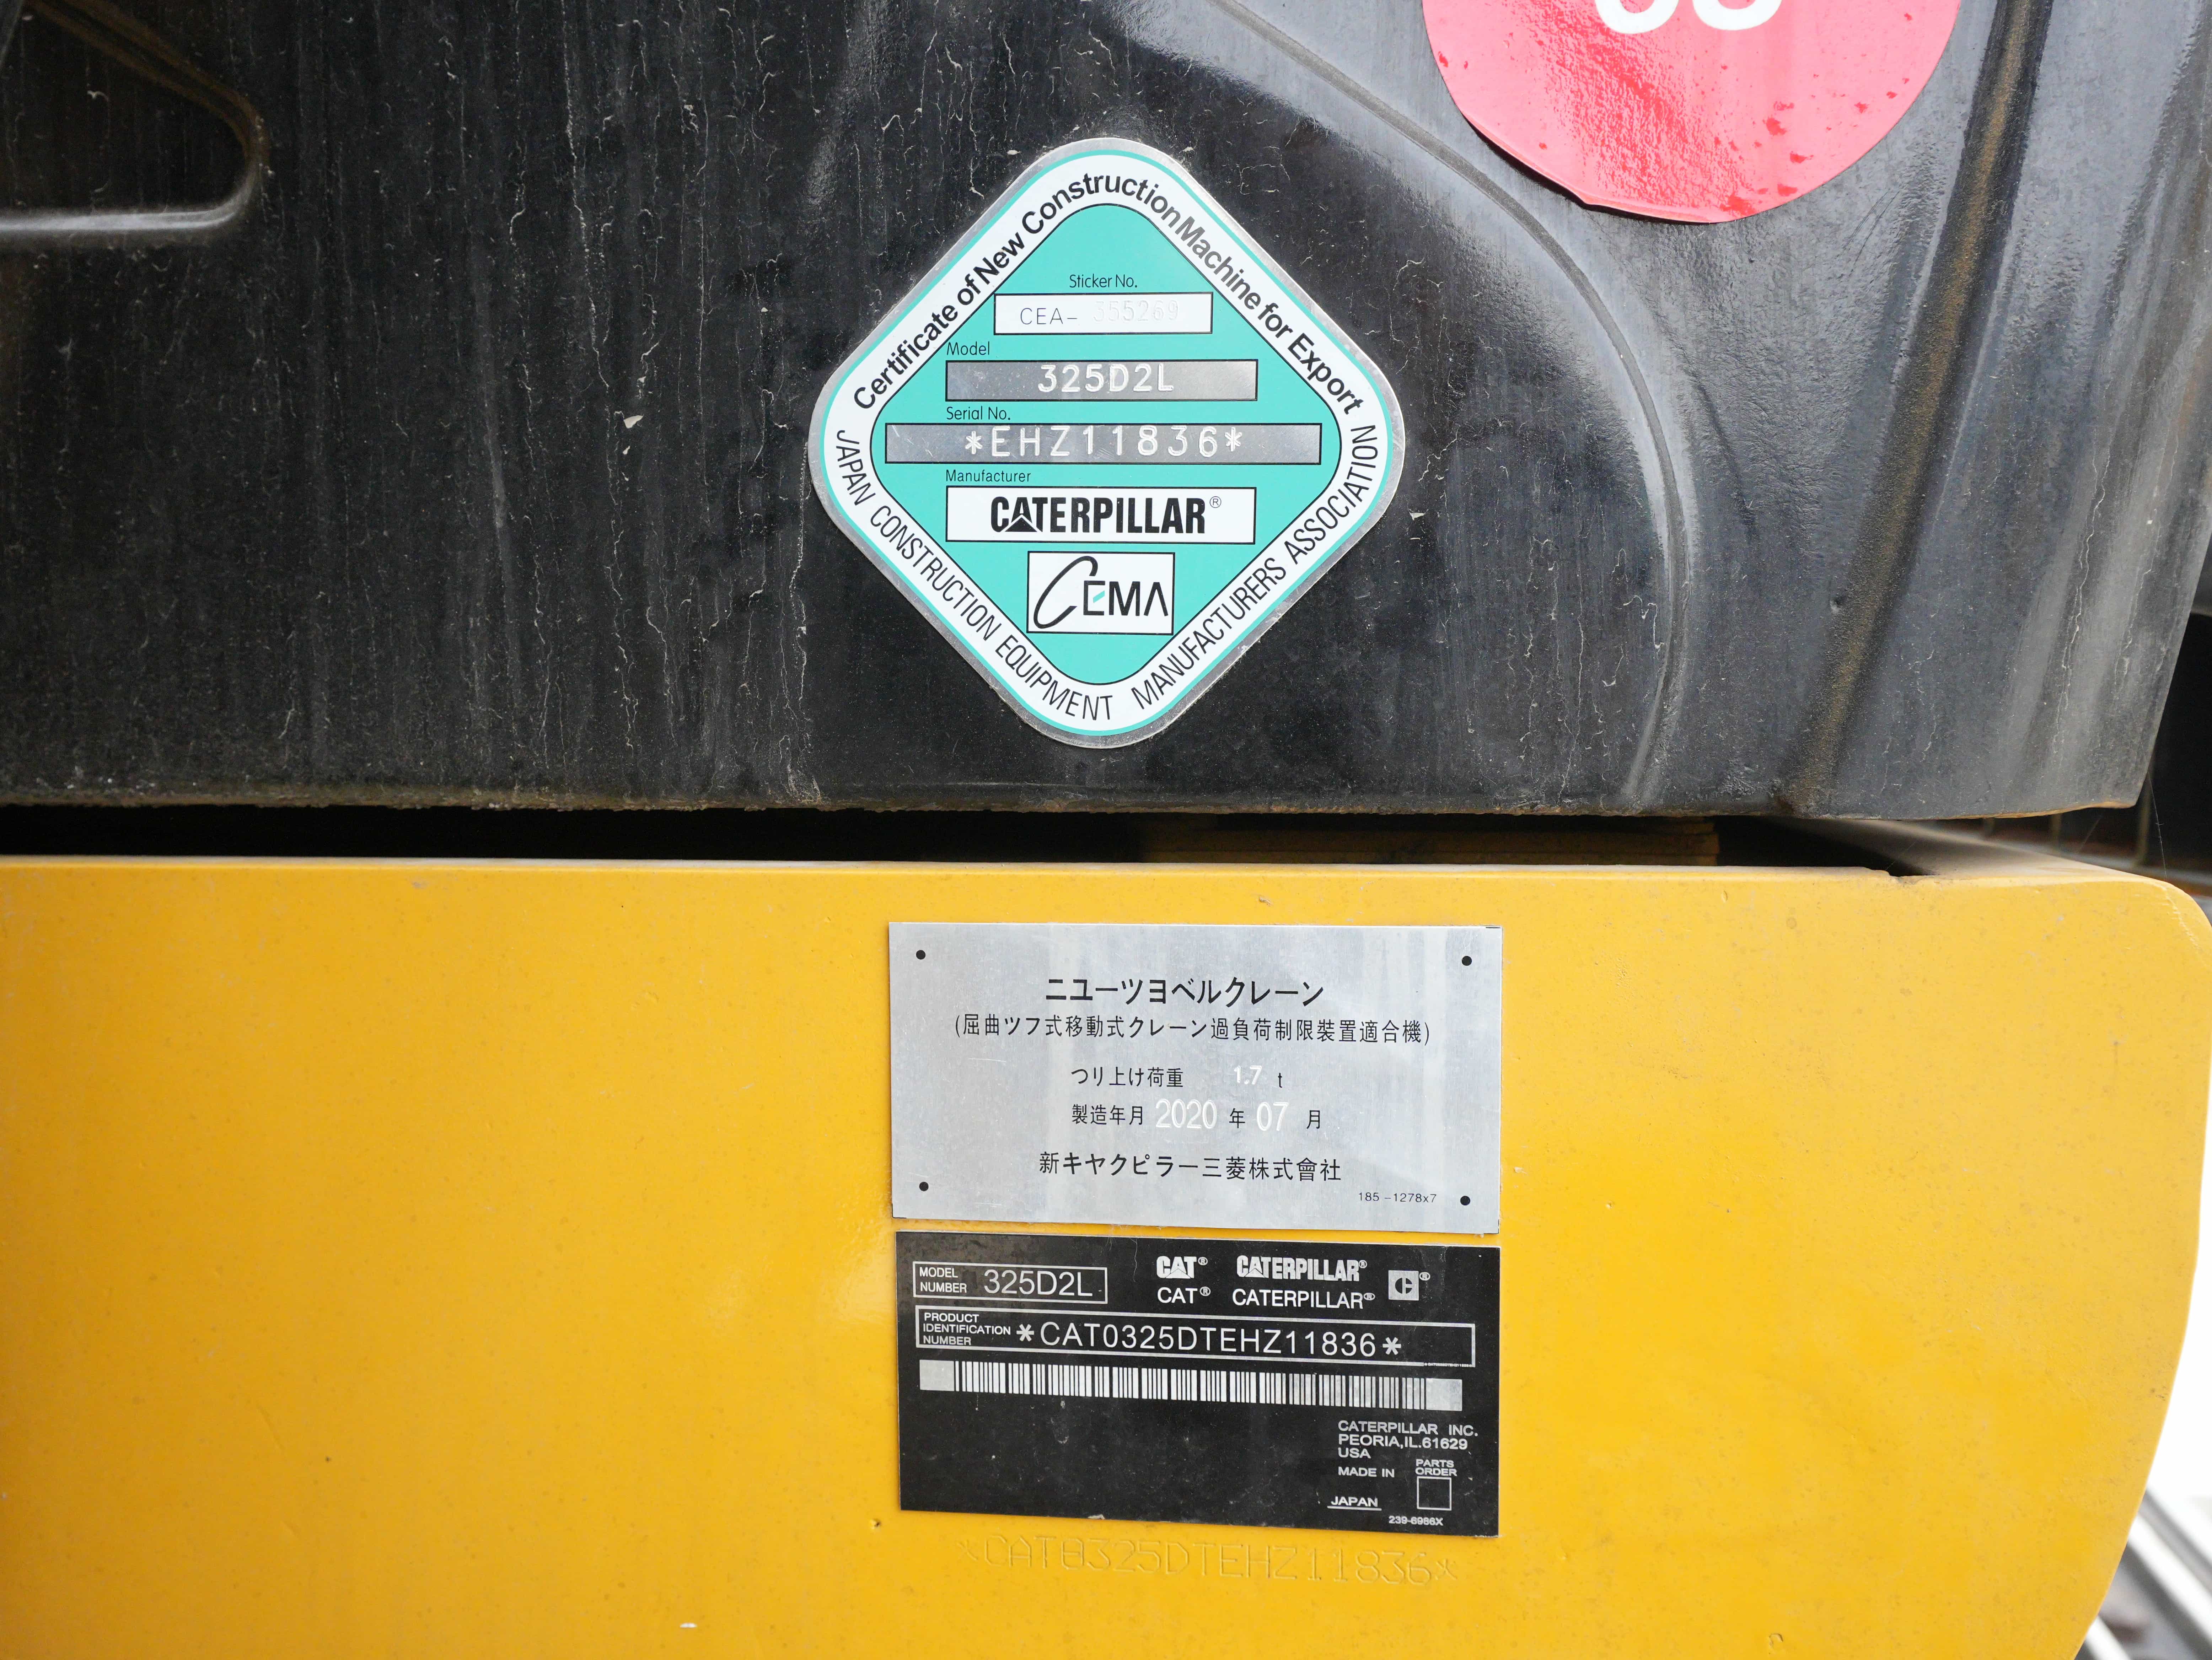 Certificate of New Construction Machine for Export
Sticker No.
CEA- 355269
Model
325D2L
Serial No.
*EHZ11836*
Manufacturer
CATERPILLAR®
CEMA
JAPAN CONSTRUCTION EQUIPMENT MANUFACTURERS ASSOCIATION
ニユーツヨベルクレーン
(屈曲ツフ式移動式クレーン過負荷制限装置適合機)
つり上げ荷重 1.7 t
製造年月 2020 年 07 月
新キヤクピラー三菱株式會社
185-1278x7
MODEL NUMBER 325D2L
CAT® CATERPILLAR® C®
CAT® CATERPILLAR®
PRODUCT IDENTIFICATION NUMBER *CAT0325DTEHZ11836*
CATERPILLAR INC.
PEORIA,IL.61629
USA
MADE IN JAPAN
PARTS ORDER
239-6986X
*CAT0325DTEHZ11836*